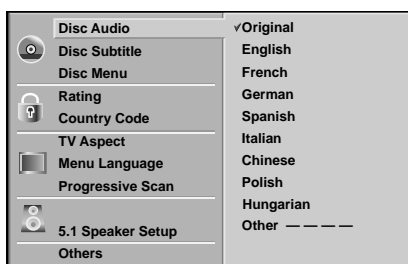 Disc Audio
Disc Subtitle
Disc Menu
Rating
Country Code
TV Aspect
Menu Language
Progressive Scan
5.1 Speaker Setup
Others
✓Original
English
French
German
Spanish
Italian
Chinese
Polish
Hungarian
Other — — — —